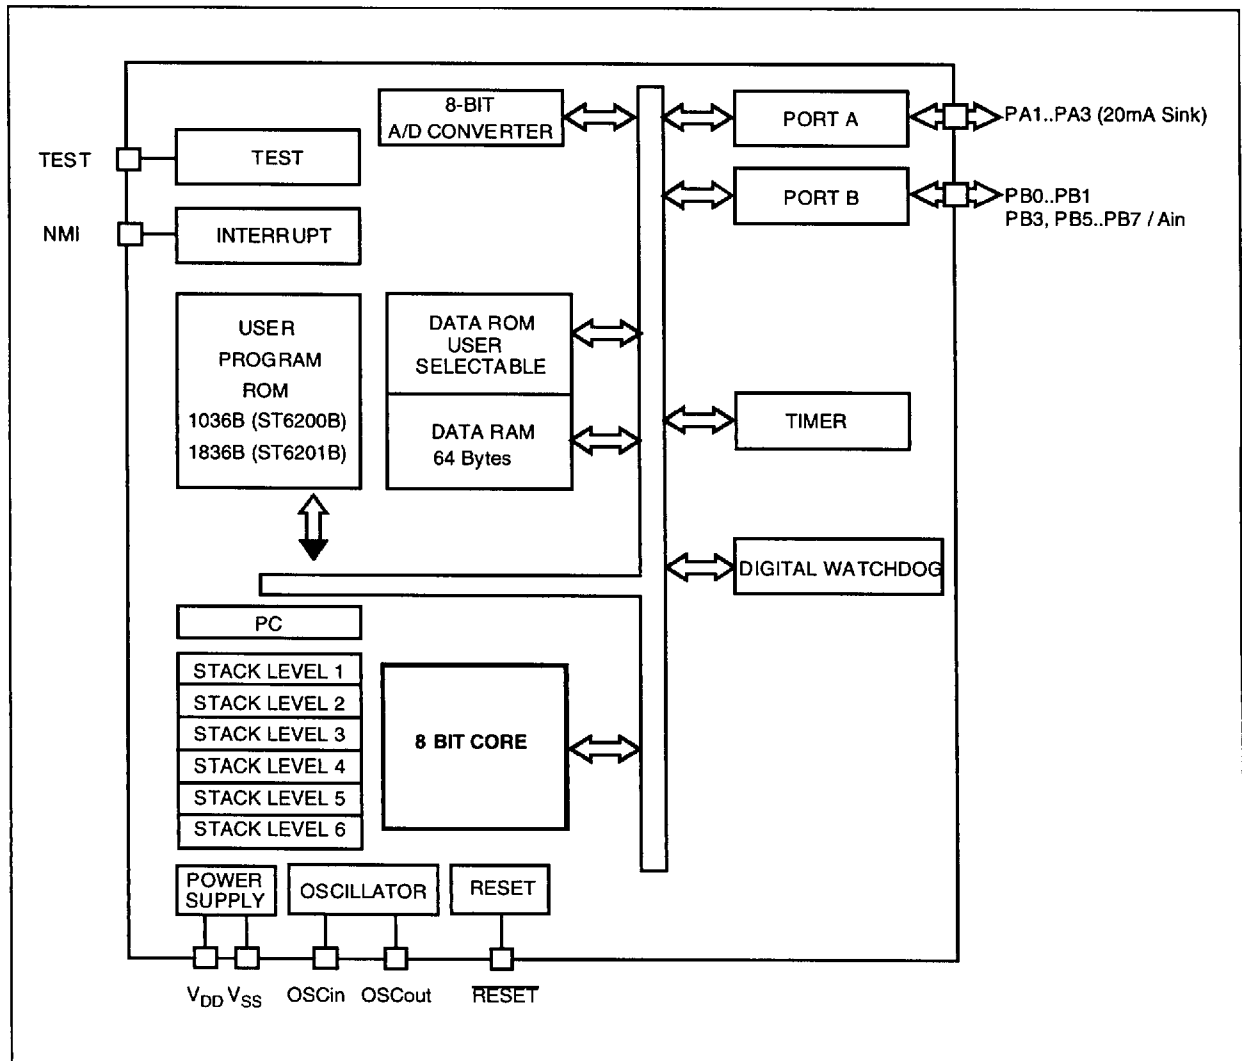 8-BIT
A/D CONVERTER
PORT A
PA1..PA3 (20mA Sink)
TEST
TEST
PORT B
PB0..PB1
PB3, PB5..PB7 / Ain
NMI
INTERRUPT
USER
PROGRAM
ROM
1036B (ST6200B)
1836B (ST6201B)
DATA ROM
USER
SELECTABLE
DATA RAM
64 Bytes
TIMER
DIGITAL WATCHDOG
PC
STACK LEVEL 1
STACK LEVEL 2
STACK LEVEL 3
STACK LEVEL 4
STACK LEVEL 5
STACK LEVEL 6
8 BIT CORE
POWER
SUPPLY
OSCILLATOR
RESET
VDD VSS OSCin OSCout RESET